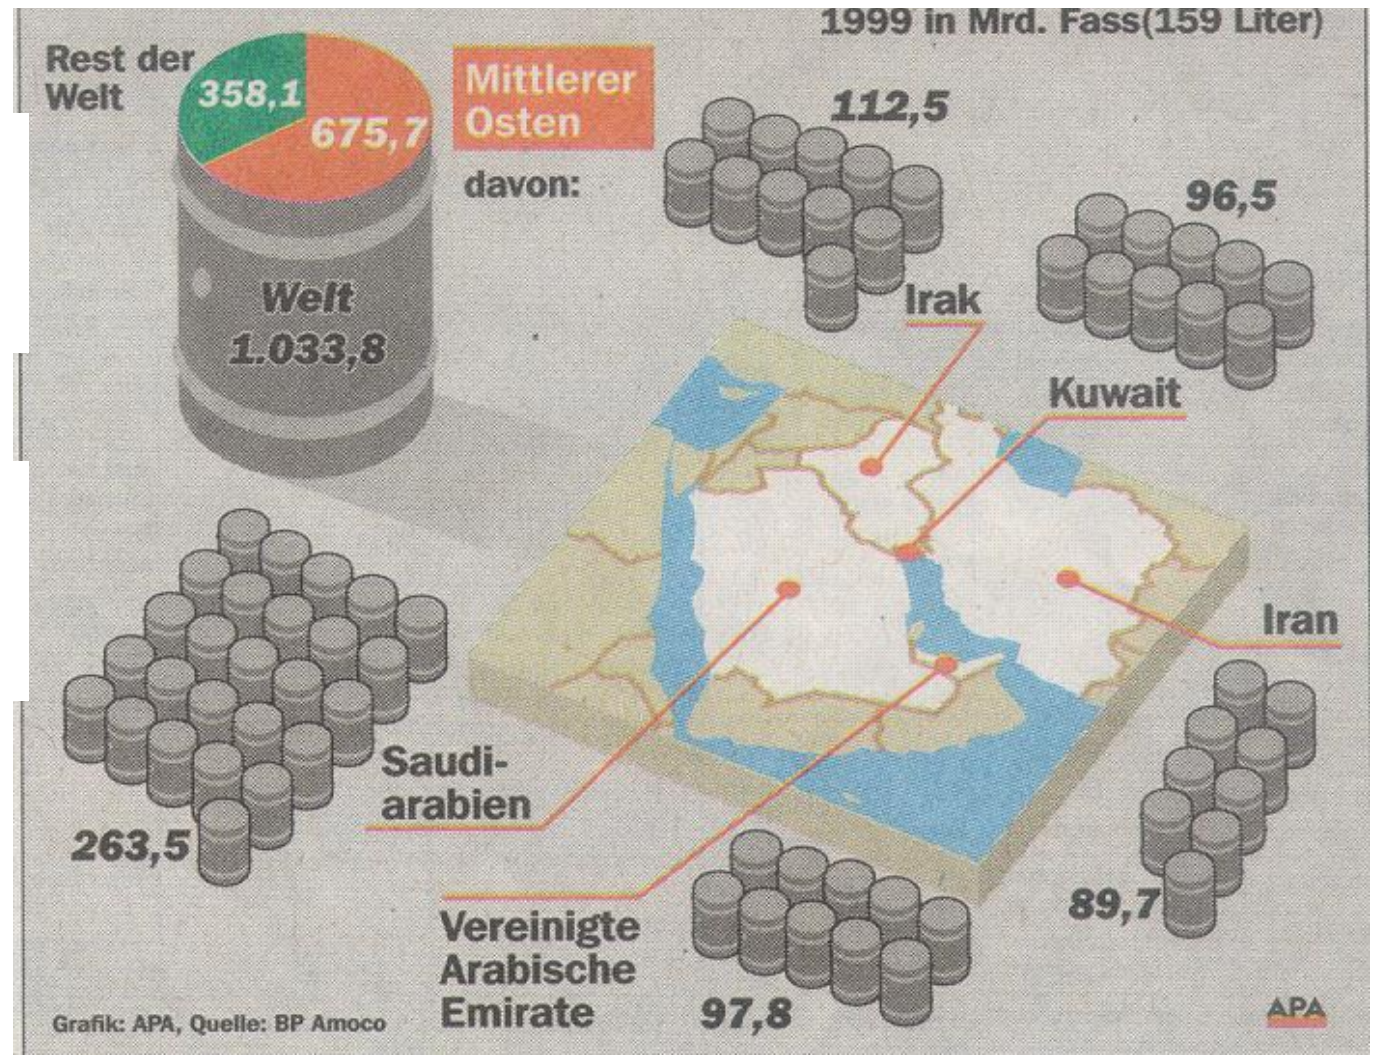 1999 in Mrd. Fass(159 Liter)
Rest der
Welt
358,1
675,7
Mittlerer
Osten
davon:
Welt
1.033,8
112,5
Irak
96,5
Kuwait
Iran
89,7
Saudi-
arabien
263,5
Vereinigte
Arabische
Emirate
97,8
Grafik: APA, Quelle: BP Amoco
APA